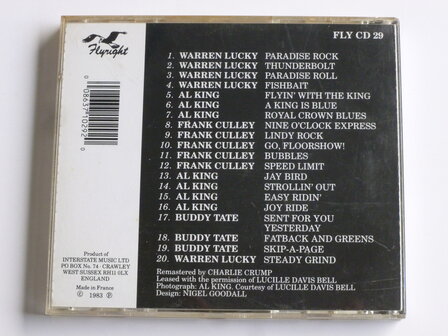 Flyright
FLY CD 29
1. WARREN LUCKY PARADISE ROCK
2. WARREN LUCKY THUNDERBOLT
3. WARREN LUCKY PARADISE ROLL
4. WARREN LUCKY FISHBAIT
5. AL KING FLYIN' WITH THE KING
6. AL KING A KING IS BLUE
7. AL KING ROYAL CROWN BLUES
8. FRANK CULLEY NINE O'CLOCK EXPRESS
9. FRANK CULLEY LINDY ROCK
10. FRANK CULLEY GO, FLOORSHOW!
11. FRANK CULLEY BUBBLES
12. FRANK CULLEY SPEED LIMIT
13. AL KING JAY BIRD
14. AL KING STROLLIN' OUT
15. AL KING EASY RIDIN'
16. AL KING JOY RIDE
17. BUDDY TATE SENT FOR YOU
YESTERDAY
18. BUDDY TATE FATBACK AND GREENS
19. BUDDY TATE SKIP-A-PAGE
20. WARREN LUCKY STEADY GRIND
Remastered by CHARLIE CRUMP
Leased with the permission of LUCILLE DAVIS BELL
Photograph: AL KING. Courtesy of LUCILLE DAVIS BELL
Design: NIGEL GOODALL
Product of
INTERSTATE MUSIC LTD
PO BOX No. 74 · CRAWLEY
WEST SUSSEX RH11 0LX
ENGLAND
Made in France
© 1983 ℗